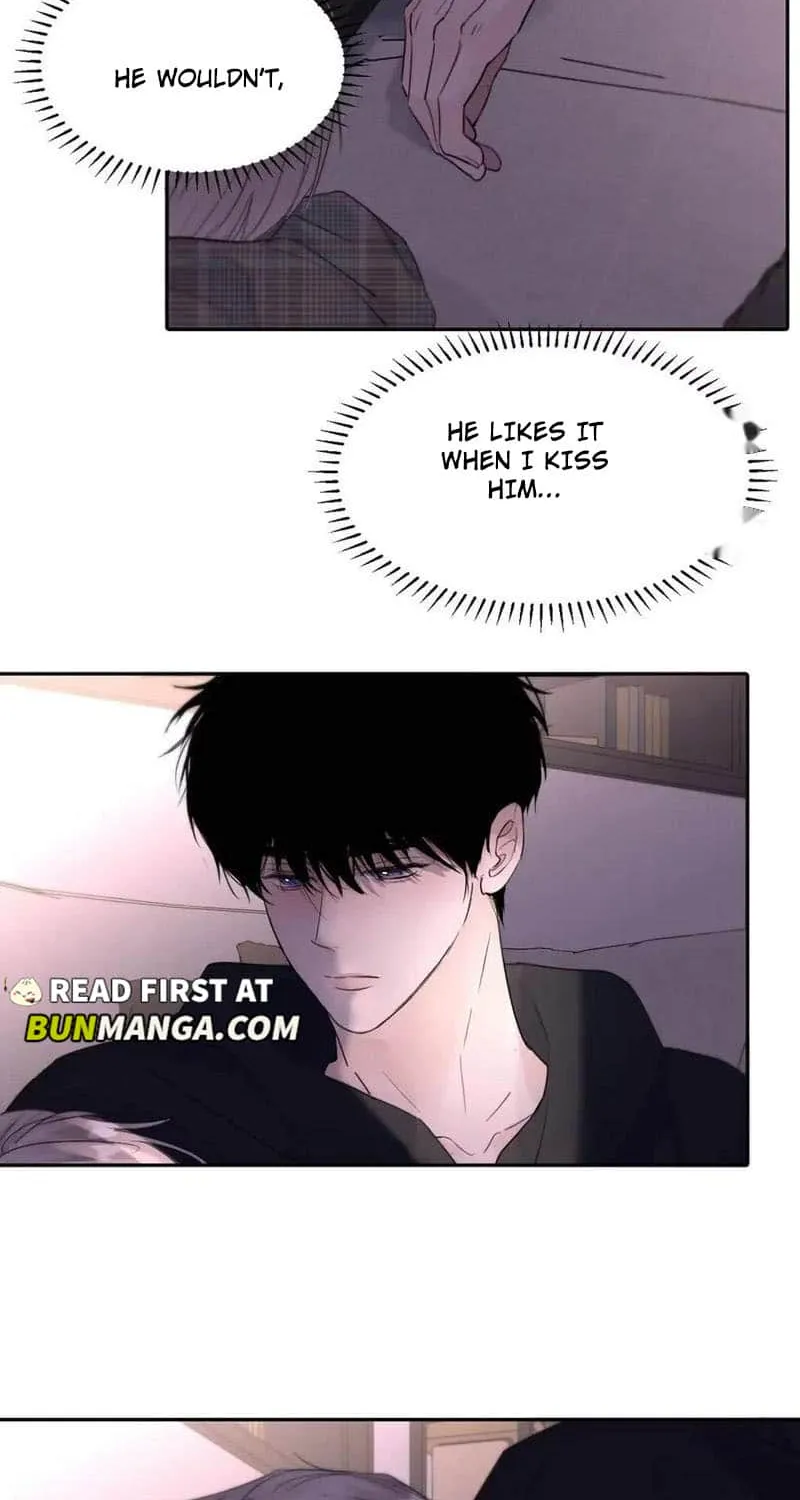 HE WOULDN'T,
HE LIKES IT
WHEN I KISS
HIM...
READ FIRST AT
BUNMANGA.COM